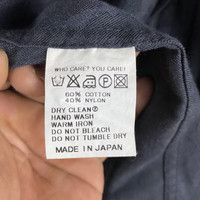 WHO CARE? YOU CARE!
60% COTTON
40% NYLON
DRY CLEAN Ⓟ
HAND WASH
WARM IRON
DO NOT BLEACH
DO NOT TUMBLE DRY
MADE IN JAPAN